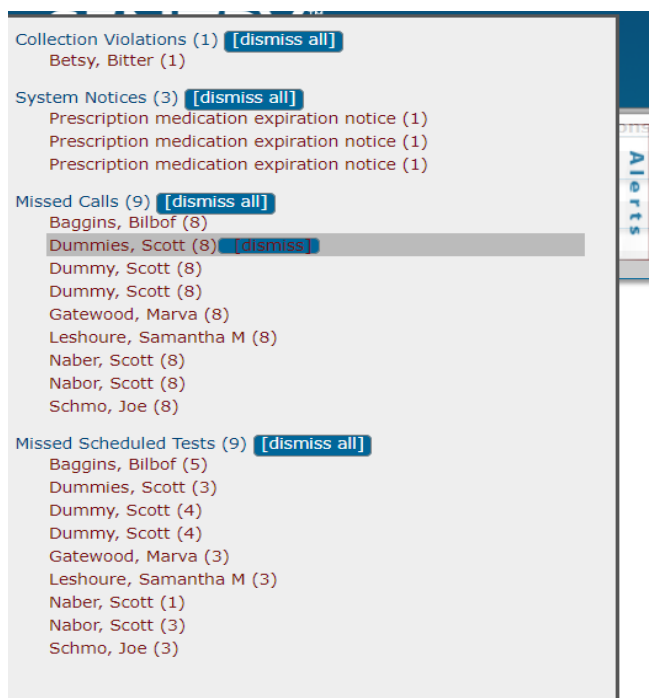 Collection Violations (1) [dismiss all]
Betsy, Bitter (1)
System Notices (3) [dismiss all]
Prescription medication expiration notice (1)
Prescription medication expiration notice (1)
Prescription medication expiration notice (1)
Missed Calls (9) [dismiss all]
Baggins, Bilbof (8)
Dummies, Scott (8) [dismiss]
Dummy, Scott (8)
Dummy, Scott (8)
Gatewood, Marva (8)
Leshoure, Samantha M (8)
Naber, Scott (8)
Nabor, Scott (8)
Schmo, Joe (8)
Missed Scheduled Tests (9) [dismiss all]
Baggins, Bilbof (5)
Dummies, Scott (3)
Dummy, Scott (4)
Dummy, Scott (4)
Gatewood, Marva (3)
Leshoure, Samantha M (3)
Naber, Scott (1)
Nabor, Scott (3)
Schmo, Joe (3)
Alerts